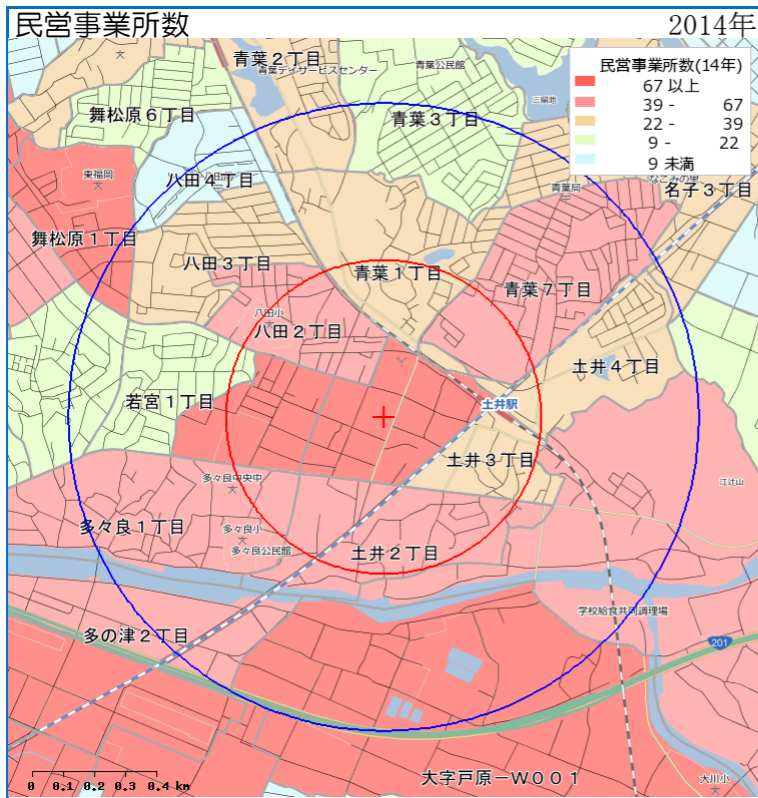 民営事業所数
2014年
民営事業所数(14年)
67 以上
39 - 67
22 - 39
9 - 22
9 未満
青葉2丁目
青葉デイサービスセンター
青葉公館
三留池
舞松原6丁目
青葉3丁目
東福岡
八田4丁目
なごみの里
青葉局
名子3丁目
舞松原1丁目
八田3丁目
青葉1丁目
青葉7丁目
八田小
八田2丁目
土井4丁目
若宮1丁目
土井駅
土井3丁目
多々良中央中
江辻山
多々良1丁目
多々良小
多々良公民館
土井2丁目
学校給食共同調理場
多の津2丁目
201
大字戸原-W001
大川小
0 0.1 0.2 0.3 0.4 km